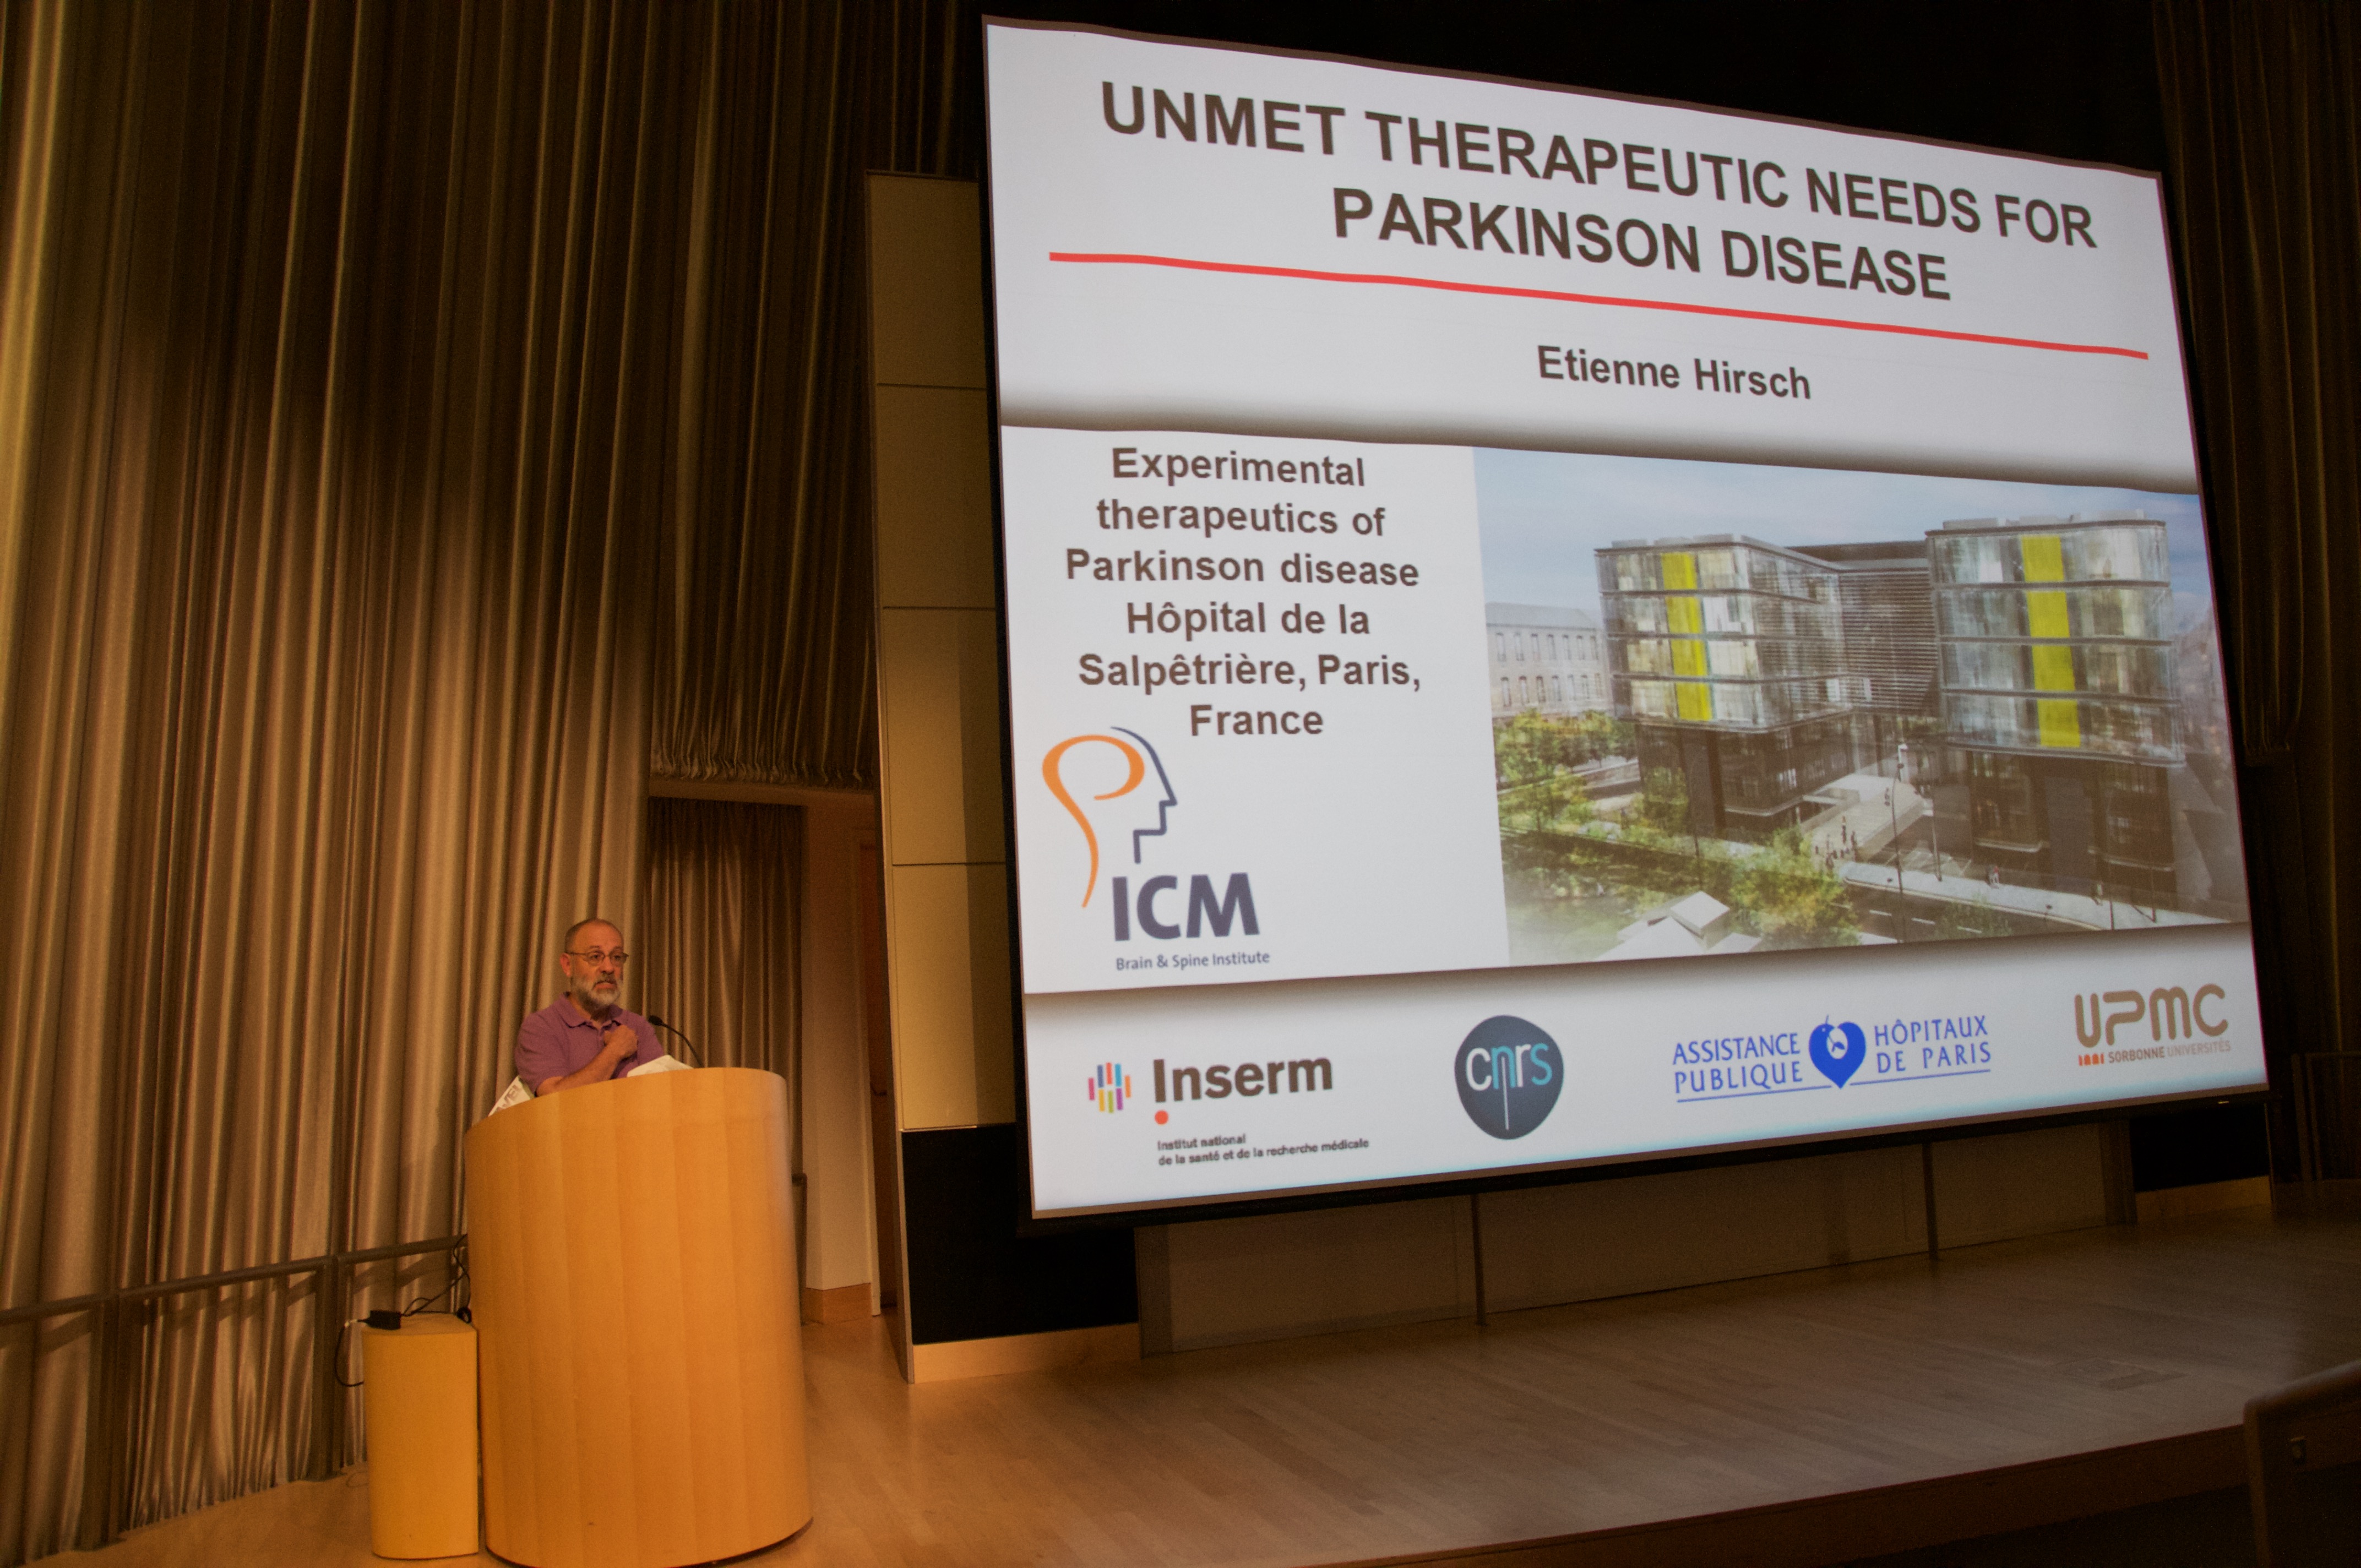 UNMET THERAPEUTIC NEEDS FOR
PARKINSON DISEASE
Etienne Hirsch
Experimental
therapeutics of
Parkinson disease
Hôpital de la
Salpêtrière, Paris,
France
ICM
Brain & Spine Institute
Inserm
Institut national
de la santé et de la recherche médicale
cnrs
ASSISTANCE
PUBLIQUE
HÔPITAUX
DE PARIS
UPMC
SORBONNE UNIVERSITÉS